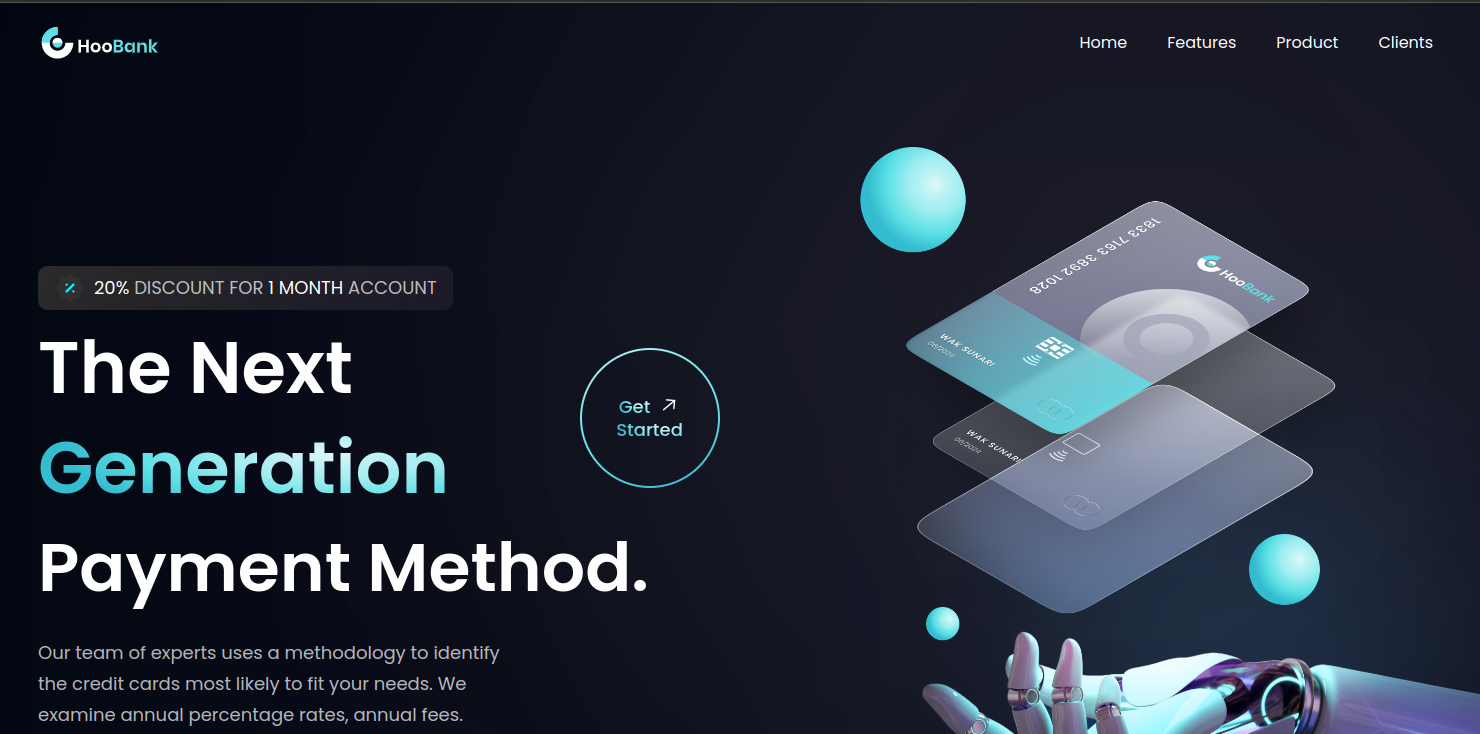 HooBank
Home
Features
Product
Clients
20% DISCOUNT FOR 1 MONTH ACCOUNT
The Next
Generation
Payment Method.
Get
Started
Our team of experts uses a methodology to identify
the credit cards most likely to fit your needs. We
examine annual percentage rates, annual fees.
1833 7163 3892 1028
HooBank
WAK SUNARI
06/2024
WAK SUNARI
06/2024